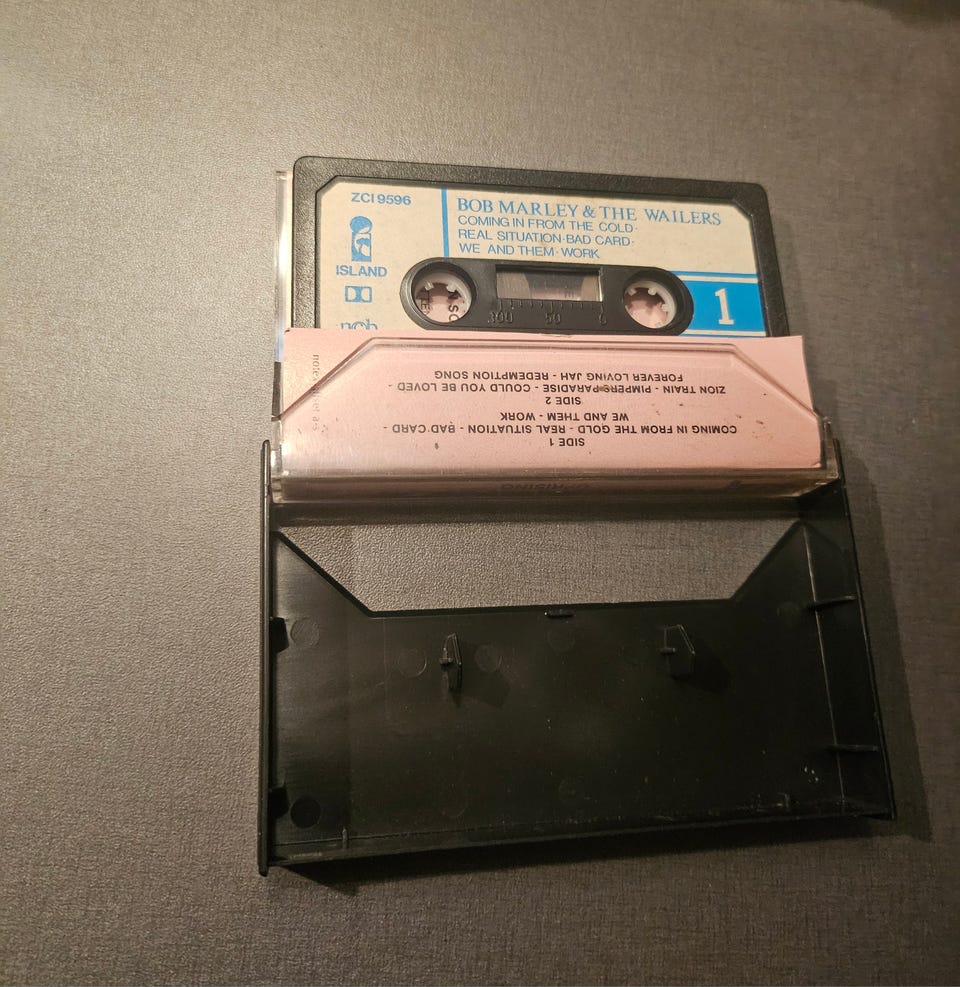 ZCI 9596
ISLAND
BOB MARLEY & THE WAILERS
COMING IN FROM THE COLD·
REAL SITUATION·BAD CARD·
WE AND THEM·WORK
50 0
1
SIDE 1
COMING IN FROM THE GOLD - REAL SITUATION - BAD CARD -
WE AND THEM - WORK
SIDE 2
ZION TRAIN - PIMPERS-PARADISE - COULD YOU BE LOVED -
FOREVER LOVING JAH - REDEMPTION SONG